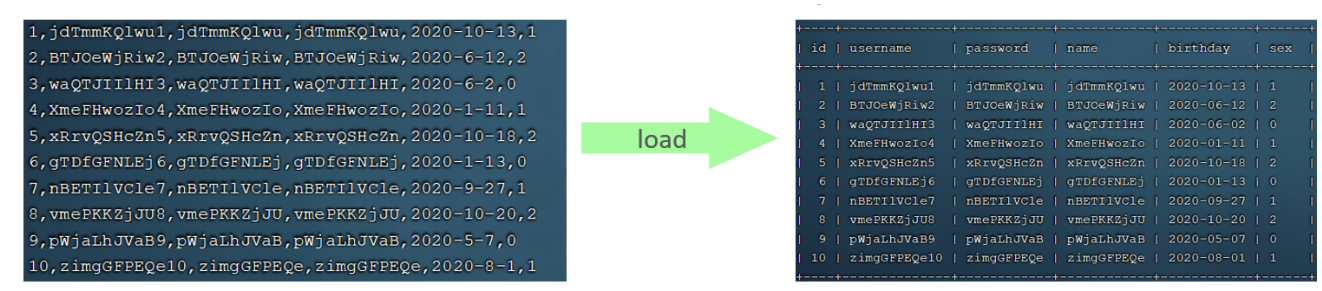 1,jdTmmKQlwu1,jdTmmKQlwu,jdTmmKQlwu,2020-10-13,1
2,BTJOeWjRiw2,BTJOeWjRiw,BTJOeWjRiw,2020-6-12,2
3,waQTJIIlHI3,waQTJIIlHI,waQTJIIlHI,2020-6-2,0
4,XmeFHwozIo4,XmeFHwozIo,XmeFHwozIo,2020-1-11,1
5,xRrvQSHcZn5,xRrvQSHcZn,xRrvQSHcZn,2020-10-18,2
6,gTDfGFNLEj6,gTDfGFNLEj,gTDfGFNLEj,2020-1-13,0
7,nBETIlVCle7,nBETIlVCle,nBETIlVCle,2020-9-27,1
8,vmePKKZjJU8,vmePKKZjJU,vmePKKZjJU,2020-10-20,2
9,pWjaLhJVaB9,pWjaLhJVaB,pWjaLhJVaB,2020-5-7,0
10,zimgGFPEQe10,zimgGFPEQe,zimgGFPEQe,2020-8-1,1
load
| id | username | password | name | birthday | sex |
| 1 | jdTmmKQlwu1 | jdTmmKQlwu | jdTmmKQlwu | 2020-10-13 | 1 |
| 2 | BTJOeWjRiw2 | BTJOeWjRiw | BTJOeWjRiw | 2020-06-12 | 2 |
| 3 | waQTJIIlHI3 | waQTJIIlHI | waQTJIIlHI | 2020-06-02 | 0 |
| 4 | XmeFHwozIo4 | XmeFHwozIo | XmeFHwozIo | 2020-01-11 | 1 |
| 5 | xRrvQSHcZn5 | xRrvQSHcZn | xRrvQSHcZn | 2020-10-18 | 2 |
| 6 | gTDfGFNLEj6 | gTDfGFNLEj | gTDfGFNLEj | 2020-01-13 | 0 |
| 7 | nBETIlVCle7 | nBETIlVCle | nBETIlVCle | 2020-09-27 | 1 |
| 8 | vmePKKZjJU8 | vmePKKZjJU | vmePKKZjJU | 2020-10-20 | 2 |
| 9 | pWjaLhJVaB9 | pWjaLhJVaB | pWjaLhJVaB | 2020-05-07 | 0 |
| 10 | zimgGFPEQe10 | zimgGFPEQe | zimgGFPEQe | 2020-08-01 | 1 |